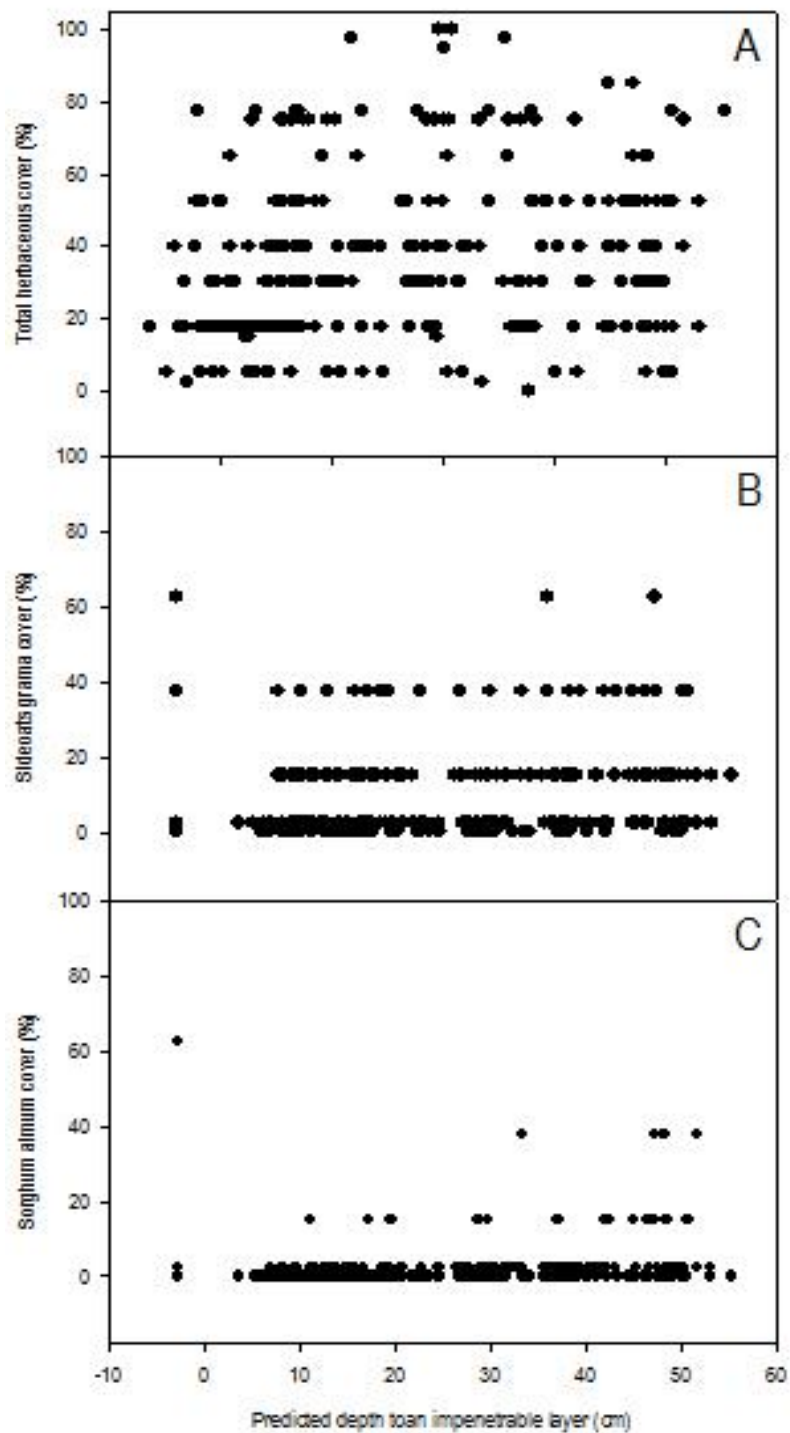 A
100
80
60
40
20
0
Total herbaceous cover (%)
B
100
80
60
40
20
0
Sideoats grama cover (%)
C
100
80
60
40
20
0
Sorghum almum cover (%)
-10 0 10 20 30 40 50 60
Predicted depth toan impenetrable layer (cm)